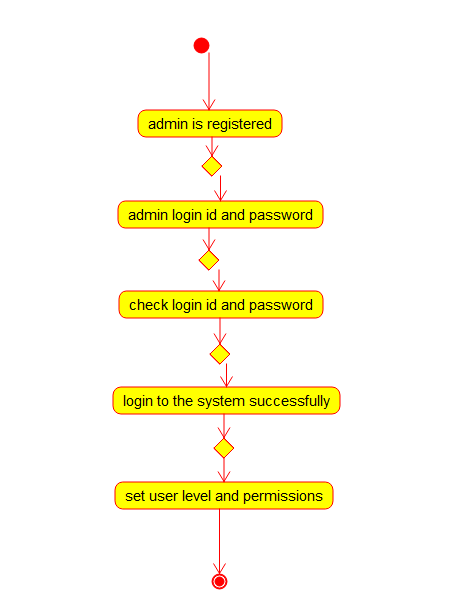 admin is registered
admin login id and password
check login id and password
login to the system successfully
set user level and permissions